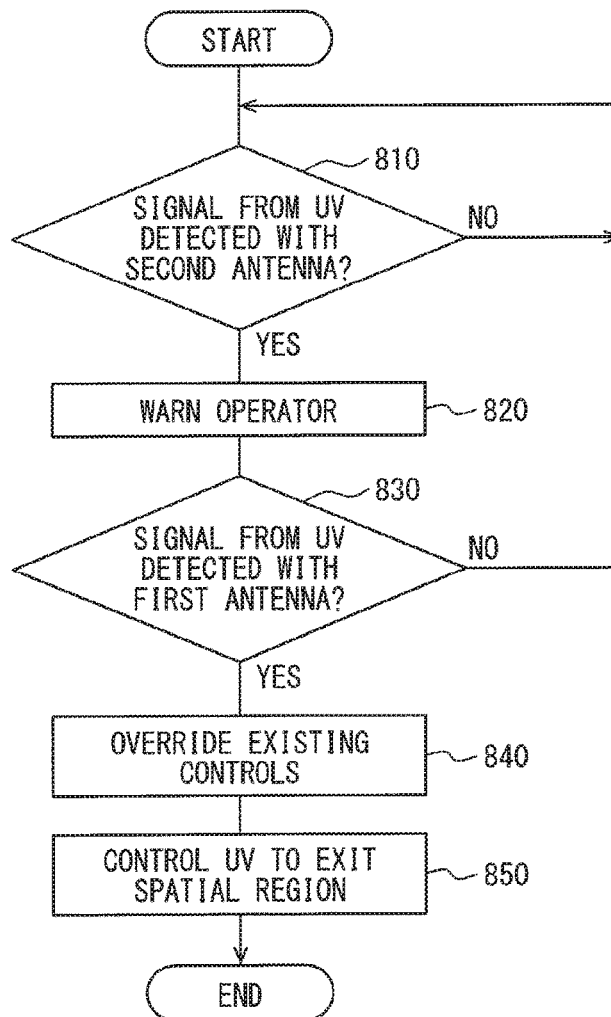 START
810
SIGNAL FROM UV
DETECTED WITH
SECOND ANTENNA?
NO
YES
WARN OPERATOR
820
830
SIGNAL FROM UV
DETECTED WITH
FIRST ANTENNA?
NO
YES
OVERRIDE EXISTING
CONTROLS
840
CONTROL UV TO EXIT
SPATIAL REGION
850
END